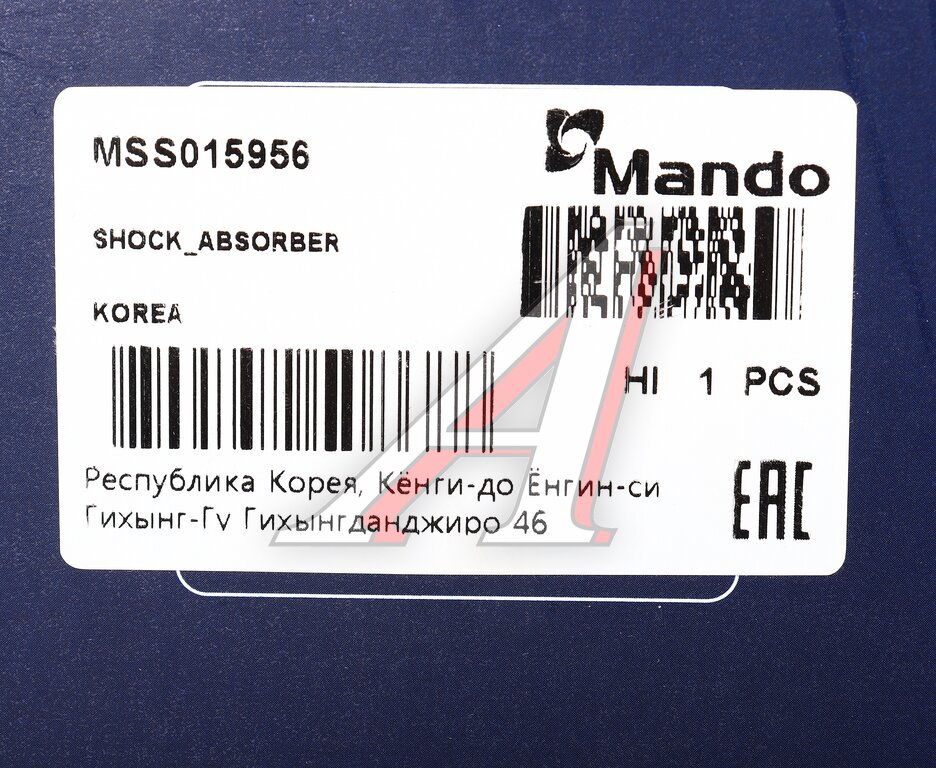 MSS015956
Mando
SHOCK_ABSORBER
KOREA
HI 1 PCS
Республика Корея, Кёнги-до Ёнгин-си
Гихынг-Гу Гихынгданджиро 46
EAC